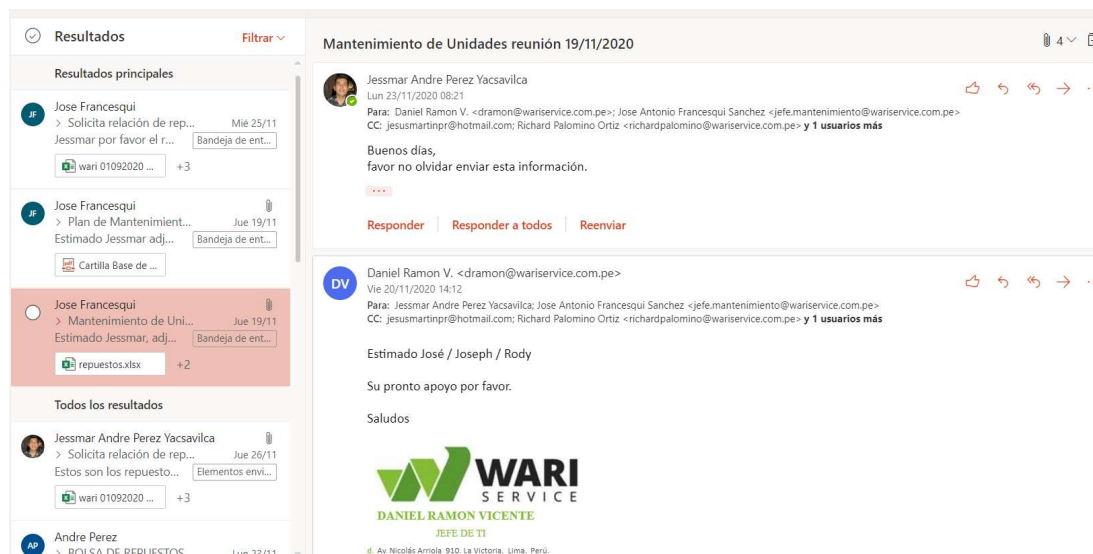 Resultados
Filtrar
Resultados principales
JF
Jose Francesqui
> Solicita relación de rep... Mié 25/11
Jessmar por favor el r... Bandeja de ent...
wari 01092020 ... +3
JF
Jose Francesqui
> Plan de Mantenimient... Jue 19/11
Estimado Jessmar adj... Bandeja de ent...
Cartilla Base de ...
Jose Francesqui
> Mantenimiento de Uni... Jue 19/11
Estimado Jessmar, adj... Bandeja de ent...
repuestos.xlsx +2
Todos los resultados
Jessmar Andre Perez Yacsavilca
> Solicita relación de rep... Jue 26/11
Estos son los repuesto... Elementos envi...
wari 01092020 ... +3
AP
Andre Perez
> BOLSA DE REPUESTOS Lun 23/11
Mantenimiento de Unidades reunión 19/11/2020
4
Jessmar Andre Perez Yacsavilca
Lun 23/11/2020 08:21
Para: Daniel Ramon V. <dramon@wariservice.com.pe>; Jose Antonio Francesqui Sanchez <jefe.mantenimiento@wariservice.com.pe>
CC: jesusmartinpr@hotmail.com; Richard Palomino Ortiz <richardpalomino@wariservice.com.pe> y 1 usuarios más
Buenos días,
favor no olvidar enviar esta información.
...
Responder Responder a todos Reenviar
DV
Daniel Ramon V. <dramon@wariservice.com.pe>
Vie 20/11/2020 14:12
Para: Jessmar Andre Perez Yacsavilca; Jose Antonio Francesqui Sanchez <jefe.mantenimiento@wariservice.com.pe>
CC: jesusmartinpr@hotmail.com; Richard Palomino Ortiz <richardpalomino@wariservice.com.pe> y 1 usuarios más
Estimado José / Joseph / Rody
Su pronto apoyo por favor.
Saludos
WARI
SERVICE
DANIEL RAMON VICENTE
JEFE DE TI
d. Av. Nicolás Arriola 910. La Victoria, Lima, Perú.